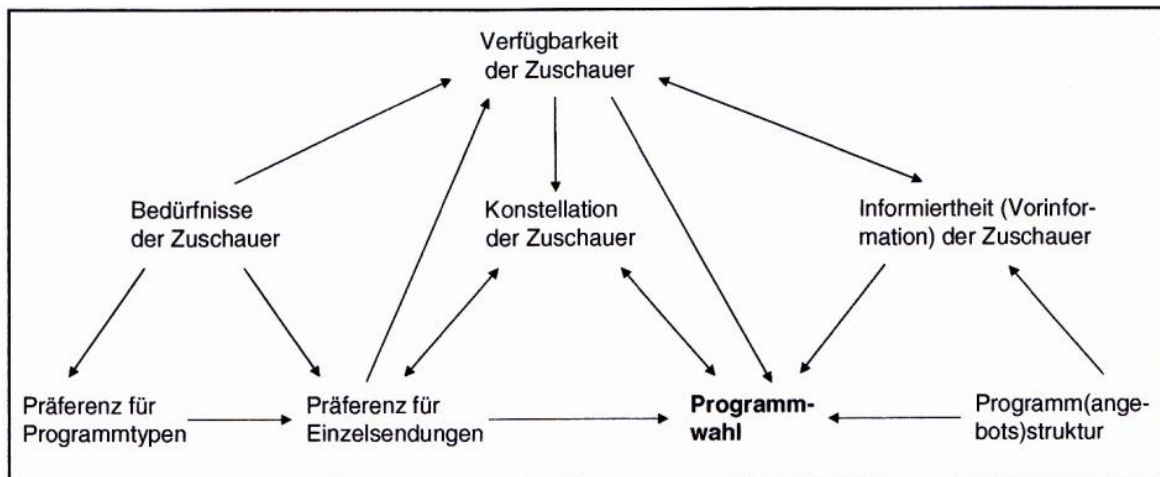 Verfügbarkeit
der Zuschauer
Bedürfnisse
der Zuschauer
Konstellation
der Zuschauer
Informiertheit (Vorinfor-
mation) der Zuschauer
Präferenz für
Programmtypen
Präferenz für
Einzelsendungen
Programm-
wahl
Programm(ange-
bots)struktur